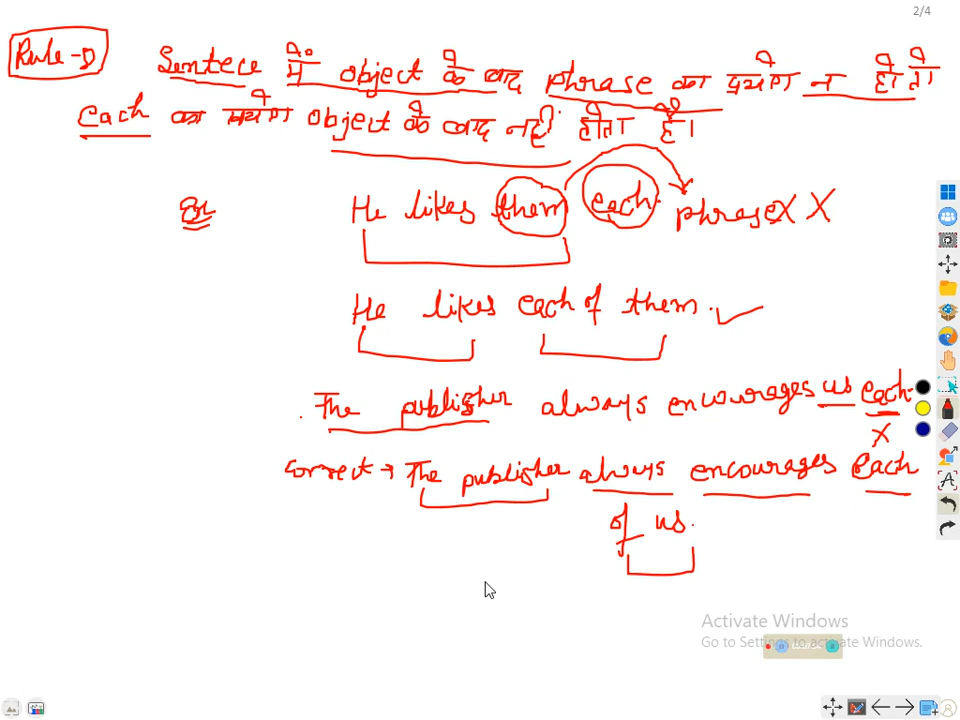 2/4
Rule-D
Sentece में object के बाद phrase का प्रयोग न हो तो
each का प्रयोग object के बाद नहीं होता है।
Ex He likes them each. phrase X X
He likes each of them.
The publisher always encourages us each.
X
correct → The publisher always encourages Each
of us.
Activate Windows
Go to Settings to activate Windows.